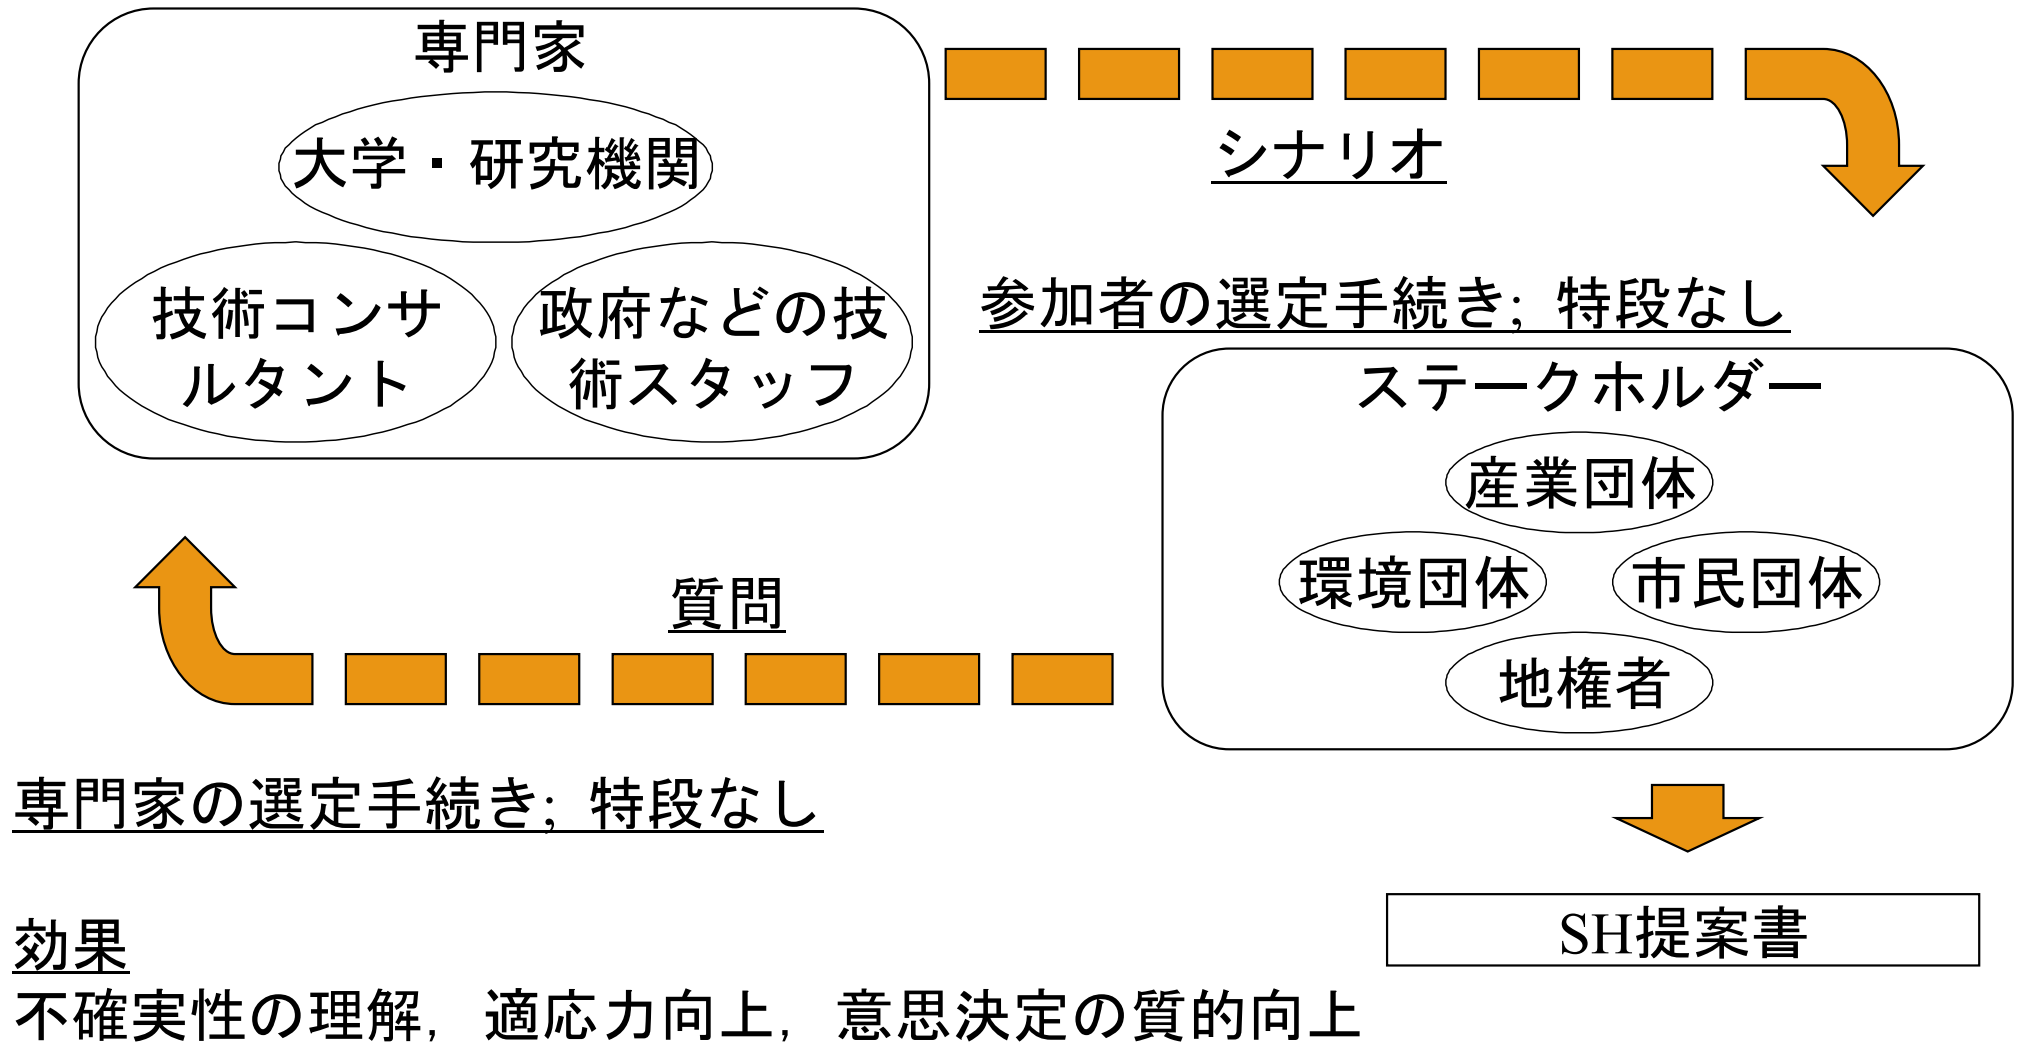 専門家
大学・研究機関
技術コンサ
ルタント
政府などの技
術スタッフ
シナリオ
参加者の選定手続き; 特段なし
ステークホルダー
産業団体
環境団体
市民団体
地権者
質問
専門家の選定手続き; 特段なし
SH提案書
効果
不確実性の理解, 適応力向上, 意思決定の質的向上